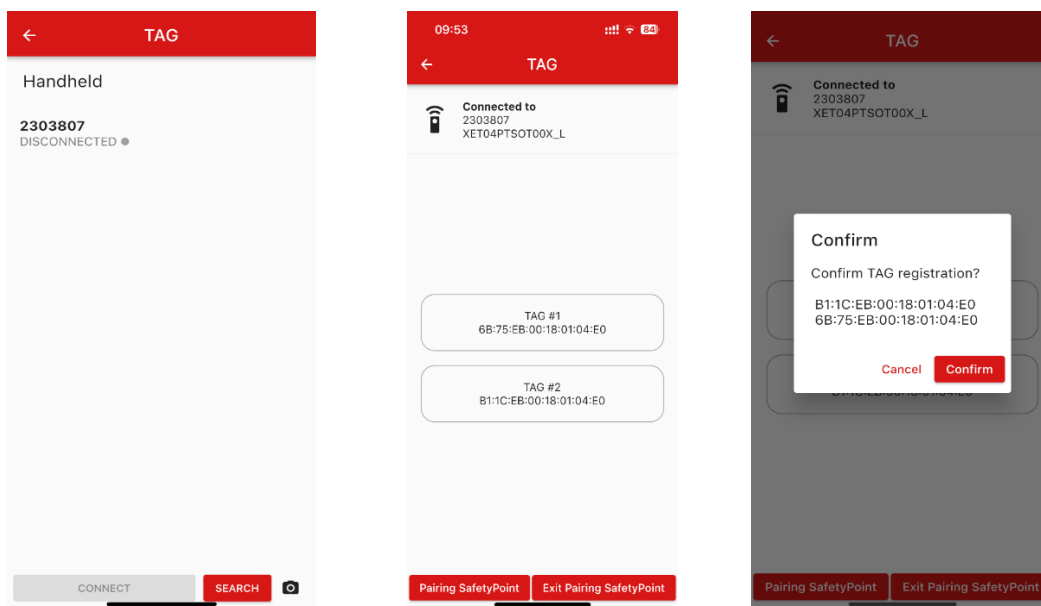 TAG
Handheld
2303807
DISCONNECTED
CONNECT
SEARCH
09:53
84
TAG
Connected to
2303807
XET04PTSOT00X_L
TAG #1
6B:75:EB:00:18:01:04:E0
TAG #2
B1:1C:EB:00:18:01:04:E0
Pairing SafetyPoint
Exit Pairing SafetyPoint
TAG
Connected to
2303807
XET04PTSOT00X_L
Confirm
Confirm TAG registration?
B1:1C:EB:00:18:01:04:E0
6B:75:EB:00:18:01:04:E0
Cancel
Confirm
Pairing SafetyPoint
Exit Pairing SafetyPoint